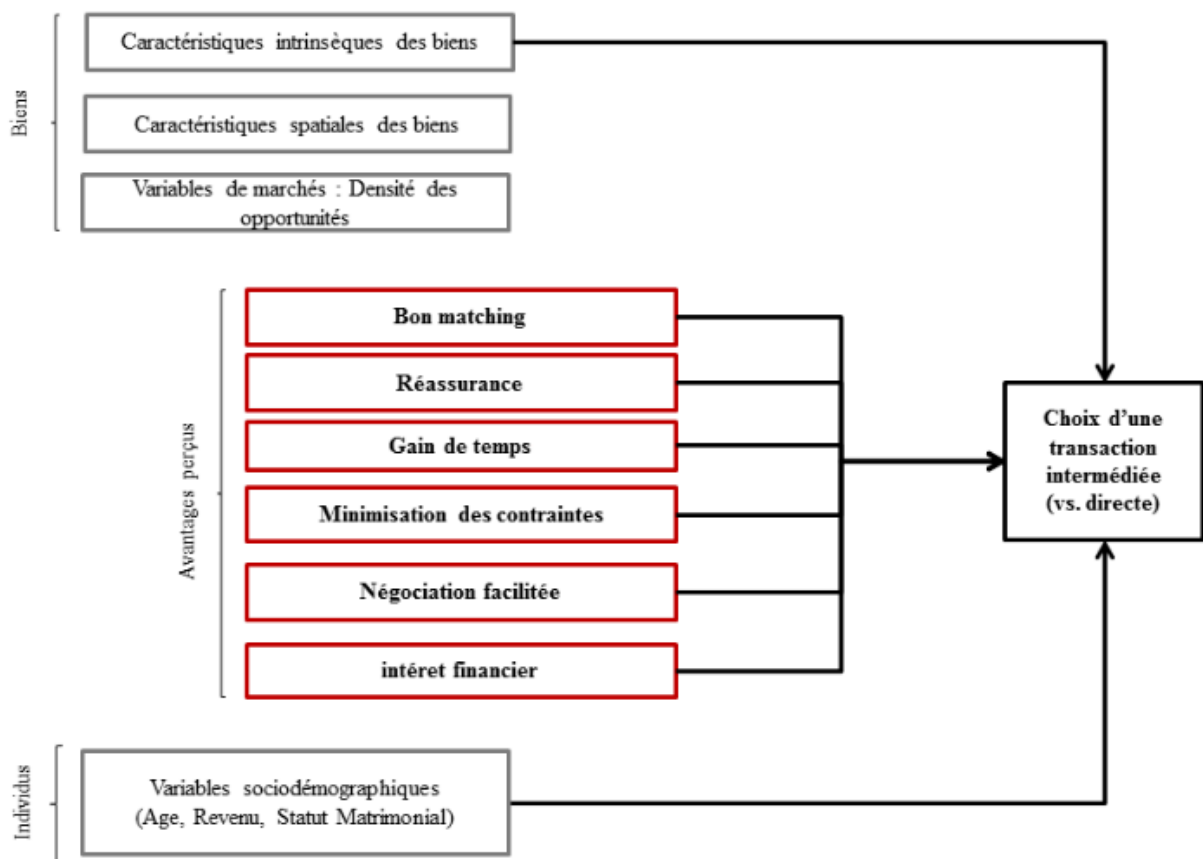 Biens
Caractéristiques intrinsèques des biens
Caractéristiques spatiales des biens
Variables de marchés : Densité des
opportunités
Avantages perçus
Bon matching
Réassurance
Gain de temps
Minimisation des contraintes
Négociation facilitée
intéret financier
Choix d'une
transaction
intermédiée
(vs. directe)
Individus
Variables sociodémographiques
(Age, Revenu, Statut Matrimonial)